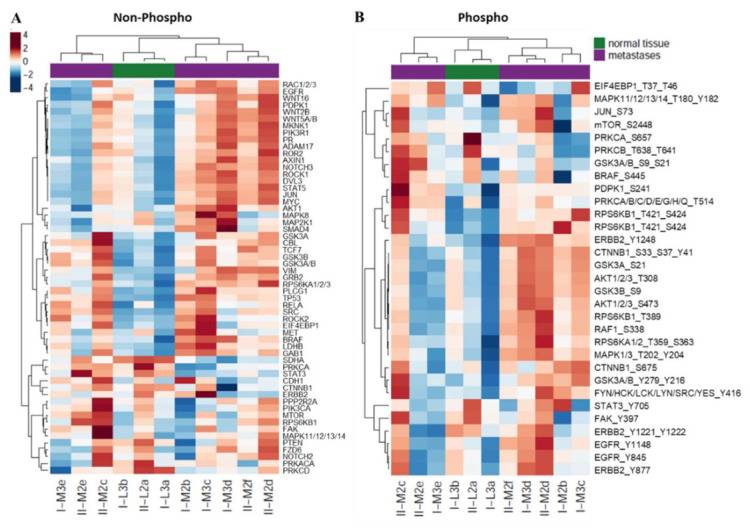 A
Non-Phospho
4
2
0
−2
−4
RAC1/2/3
EGFR
WNT16
PDPK1
WNT2B
WNT5A/B
MKNK1
PIK3R1
PR
ADAM17
ROR2
AXIN1
NOTCH3
ROCK1
DVL3
STAT5
JUN
MYC
AKT1
MAPK8
MAP2K1
SMAD4
GSK3A
CBL
TCF7
GSK3B
GSK3A/B
VIM
GRB2
RPS6KA1/2/3
PLCG1
TP53
RELA
SRC
ROCK2
EIF4EBP1
MET
BRAF
LDHB
GAB1
SDHA
PRKCA
STAT3
CDH1
CTNNB1
ERBB2
PPP2R2A
PIK3CA
MTOR
RPS6KB1
FAK
MAPK11/12/13/14
PTEN
FZD6
NOTCH2
PRKACA
PRKCD
I−M3e
II−M2e
II−M2c
I−L3b
II−L2a
I−L3a
II−M2b
I−M3c
I−M3d
II−M2f
II−M2d
B
Phospho
normal tissue
metastases
EIF4EBP1_T37_T46
MAPK11/12/13/14_T180_Y182
JUN_S73
mTOR_S2448
PRKCA_S657
PRKCB_T638_T641
GSK3A/B_S9_S21
BRAF_S445
PDPK1_S241
PRKCA/B/C/D/E/G/H/Q_T514
RPS6KB1_T421_S424
RPS6KB1_T421_S424
ERBB2_Y1248
CTNNB1_S33_S37_Y41
GSK3A_S21
AKT1/2/3_T308
GSK3B_S9
AKT1/2/3_S473
RPS6KB1_T389
RAF1_S338
RPS6KA1/2_T359_S363
MAPK1/3_T202_Y204
CTNNB1_S675
GSK3A/B_Y279_Y216
FYN/HCK/LCK/LYN/SRC/YES_Y416
STAT3_Y705
FAK_Y397
ERBB2_Y1221_Y1222
EGFR_Y1148
EGFR_Y845
ERBB2_Y877
II−M2c
II−M2e
I−M3e
I−L3b
II−L2a
I−L3a
II−M2f
I−M3d
II−M2d
II−M2b
I−M3c